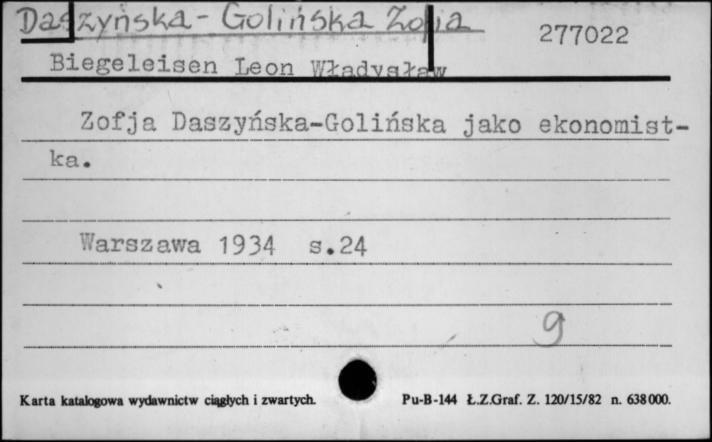 Daszyńska-Golińska Zofia 277022
Biegeleisen Leon Władysław
Zofja Daszyńska-Golińska jako ekonomist-
ka.
Warszawa 1934 s.24
9
Karta katalogowa wydawnictw ciągłych i zwartych. Pu-B-144 Ł.Z.Graf. Z. 120/15/82 n. 638000.